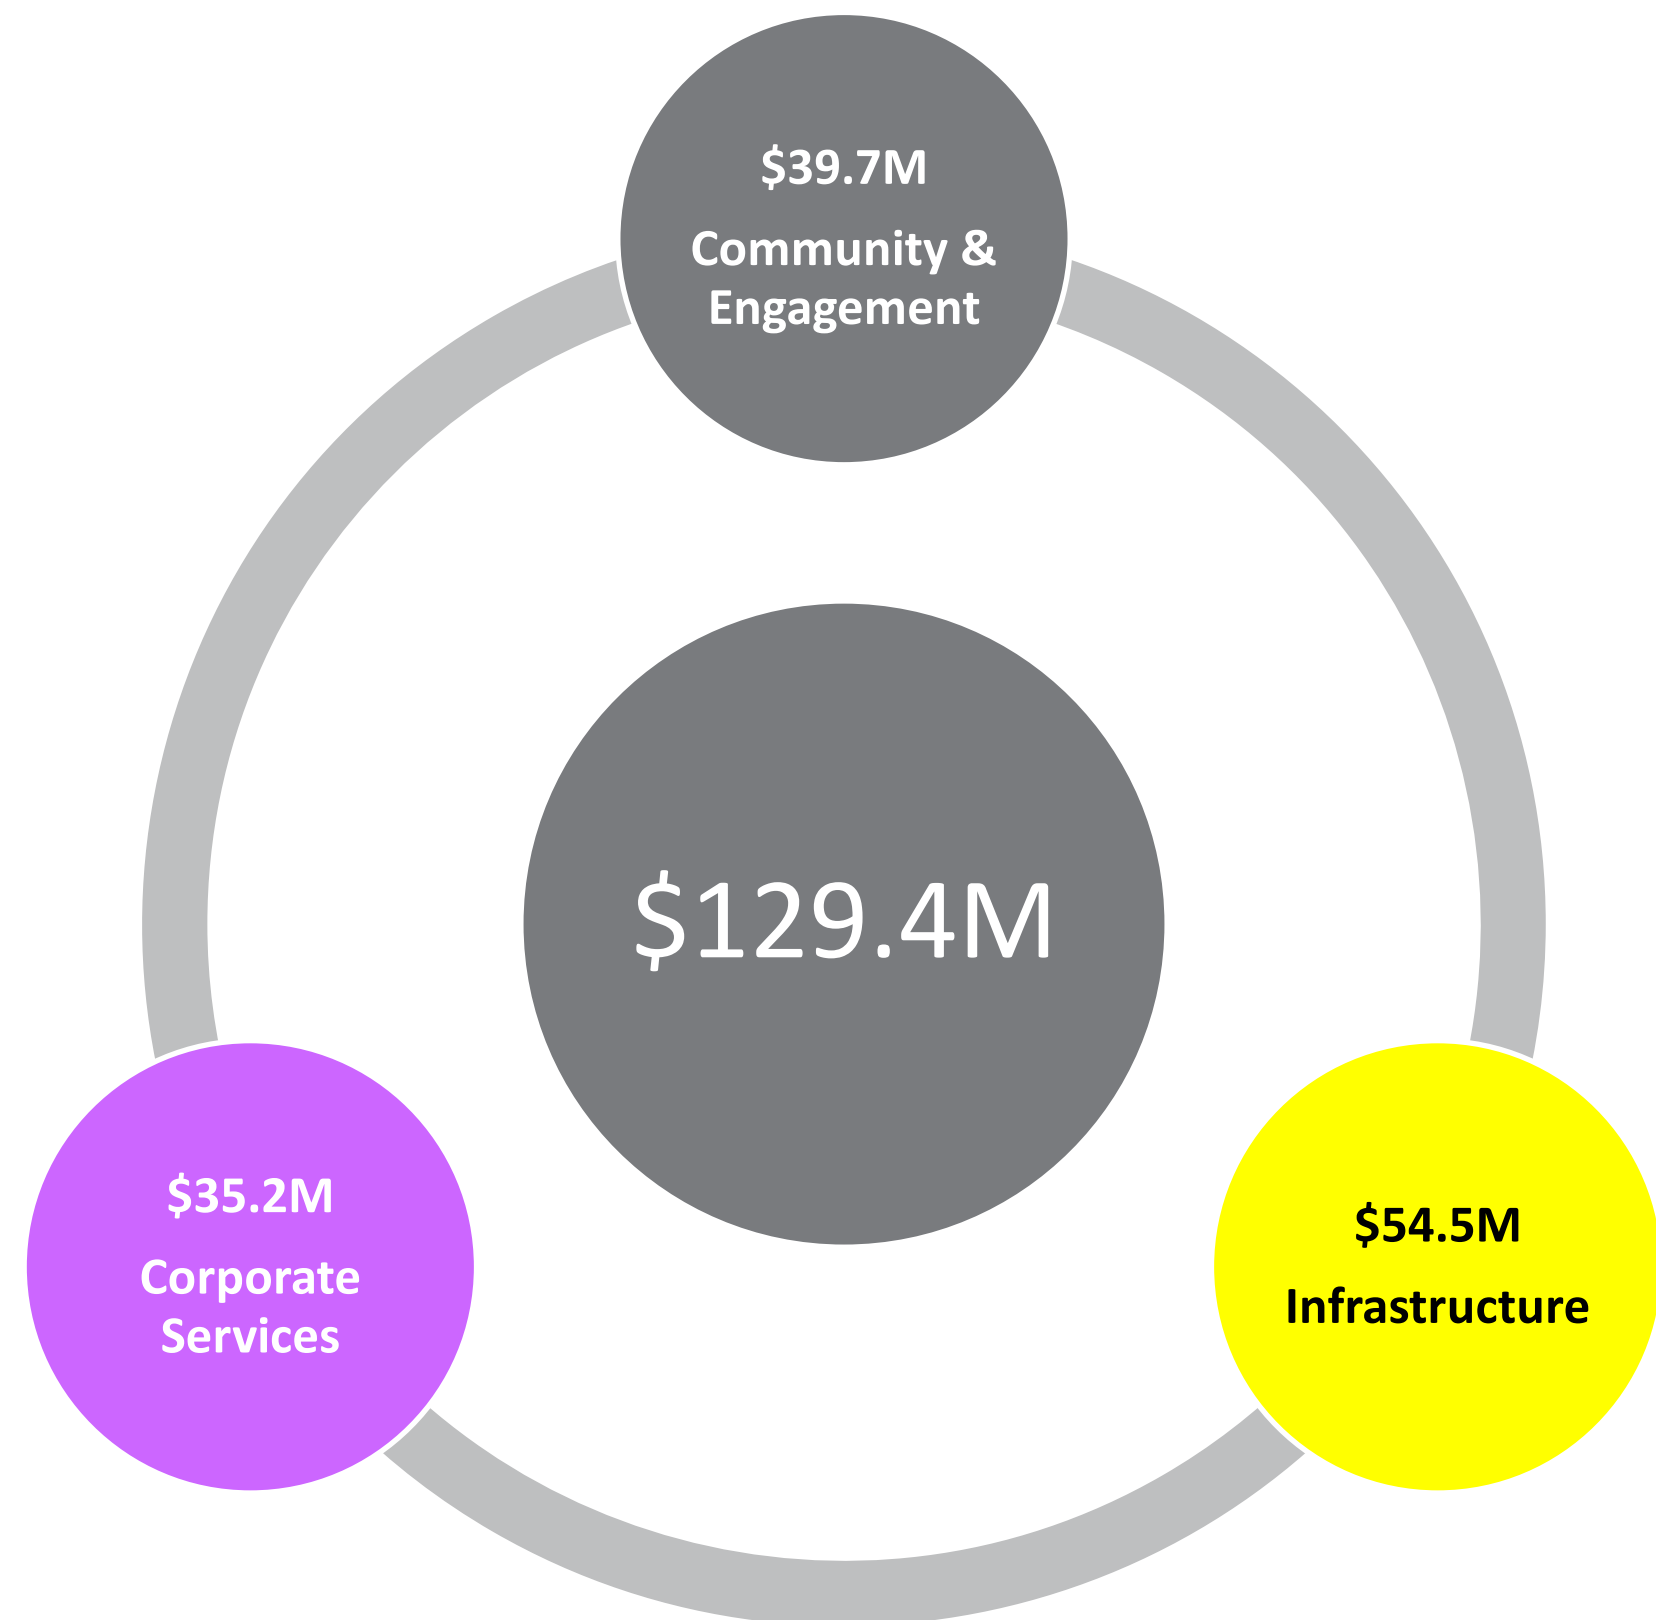 $39.7M
Community &
Engagement
$129.4M
$35.2M
Corporate
Services
$54.5M
Infrastructure